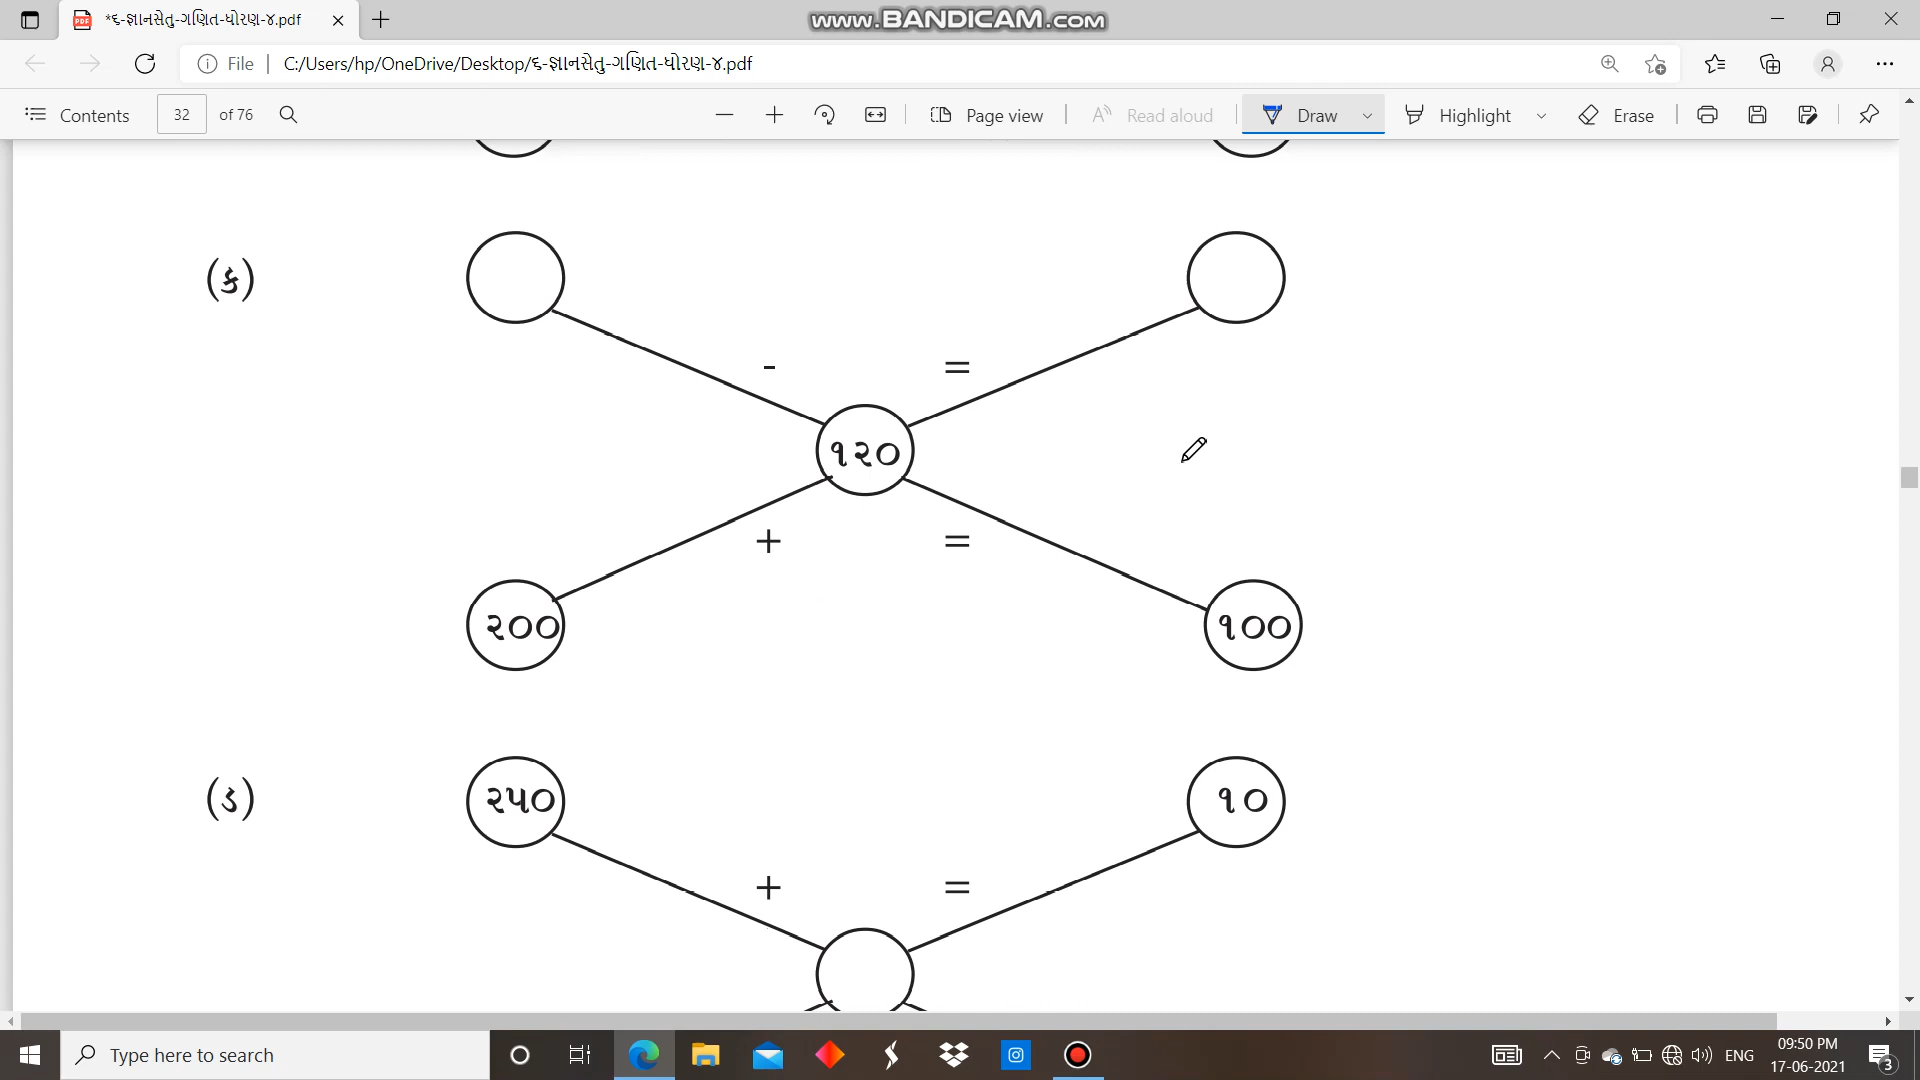 *૬-જ્ઞાનસેતુ-ગણિત-ધોરણ-૪.pdf
www.BANDICAM.com
File C:/Users/hp/OneDrive/Desktop/૬-જ્ઞાનસેતુ-ગણિત-ધોરણ-૪.pdf
Contents 32 of 76 Page view Read aloud Draw Highlight Erase
(ક)
- =
૧૨૦
+ =
૨૦૦ ૧૦૦
(ડ) ૨૫૦ ૧૦
+ =
Type here to search
ENG
09:50 PM
17-06-2021
3